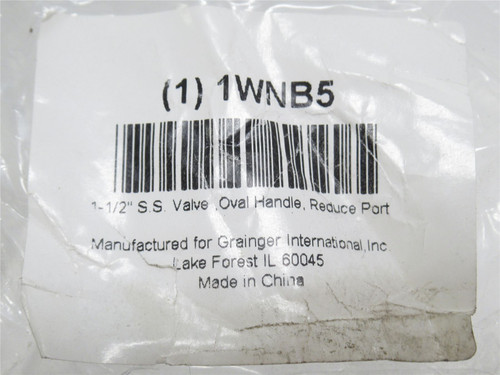 (1) 1WNB5
1-1/2" S.S. Valve ,Oval Handle, Reduce Port
Manufactured for Grainger International,Inc
Lake Forest IL 60045
Made in China